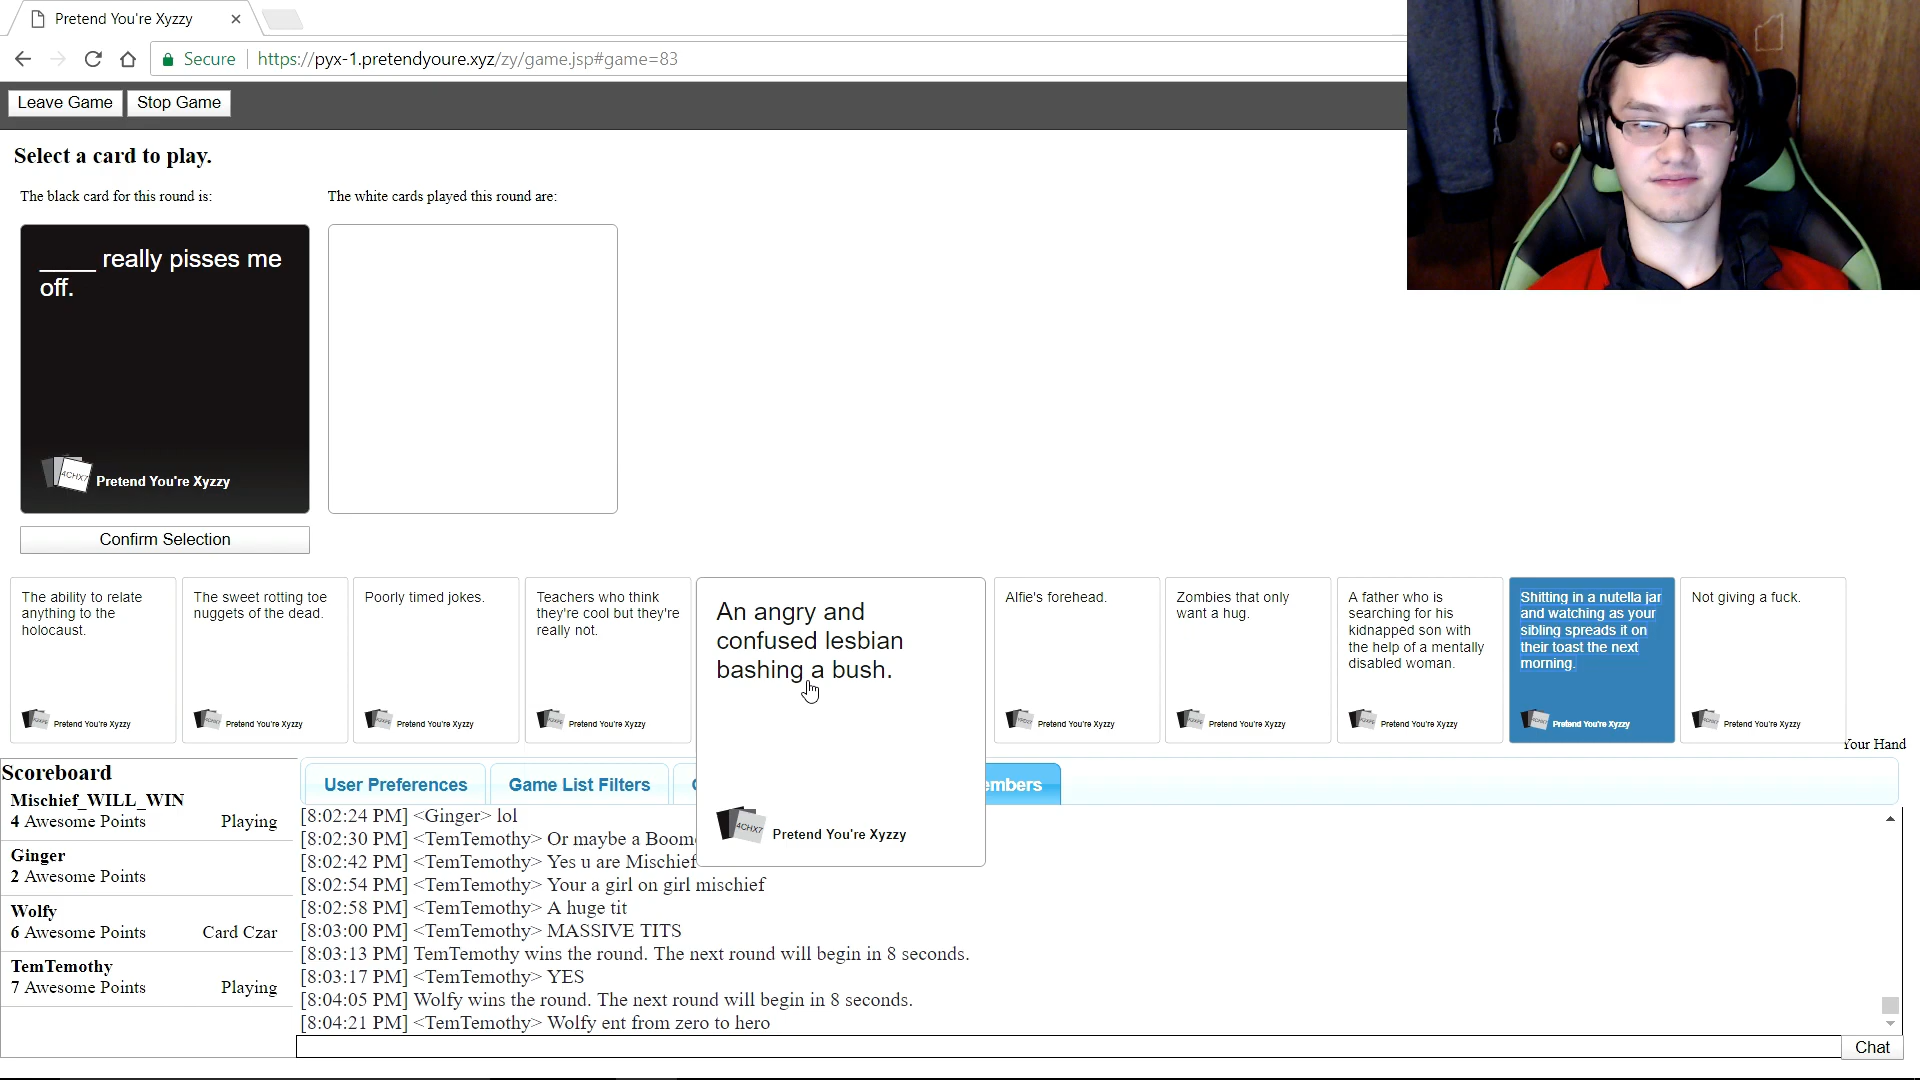 Pretend You're Xyzzy
Secure
https://pyx-1.pretendyoure.xyz/zy/game.jsp#game=83
Leave Game
Stop Game
Select a card to play.
The black card for this round is:
The white cards played this round are:
____ really pisses me
off.
4CHX7
Pretend You're Xyzzy
Confirm Selection
The ability to relate
anything to the
holocaust.
Pretend You're Xyzzy
The sweet rotting toe
nuggets of the dead.
Pretend You're Xyzzy
Poorly timed jokes.
Pretend You're Xyzzy
Teachers who think
they're cool but they're
really not.
Pretend You're Xyzzy
An angry and
confused lesbian
bashing a bush.
4CHX7
Pretend You're Xyzzy
Alfie's forehead.
Pretend You're Xyzzy
Zombies that only
want a hug.
Pretend You're Xyzzy
A father who is
searching for his
kidnapped son with
the help of a mentally
disabled woman.
Pretend You're Xyzzy
Shitting in a nutella jar
and watching as your
sibling spreads it on
their toast the next
morning.
Pretend You're Xyzzy
Not giving a fuck.
Pretend You're Xyzzy
Your Hand
Scoreboard
Mischief_WILL_WIN
4 Awesome Points
Playing
Ginger
2 Awesome Points
Wolfy
6 Awesome Points
Card Czar
TemTemothy
7 Awesome Points
Playing
User Preferences
Game List Filters
embers
[8:02:24 PM] <Ginger> lol
[8:02:30 PM] <TemTemothy> Or maybe a Boom
[8:02:42 PM] <TemTemothy> Yes u are Mischief
[8:02:54 PM] <TemTemothy> Your a girl on girl mischief
[8:02:58 PM] <TemTemothy> A huge tit
[8:03:00 PM] <TemTemothy> MASSIVE TITS
[8:03:13 PM] TemTemothy wins the round. The next round will begin in 8 seconds.
[8:03:17 PM] <TemTemothy> YES
[8:04:05 PM] Wolfy wins the round. The next round will begin in 8 seconds.
[8:04:21 PM] <TemTemothy> Wolfy ent from zero to hero
Chat